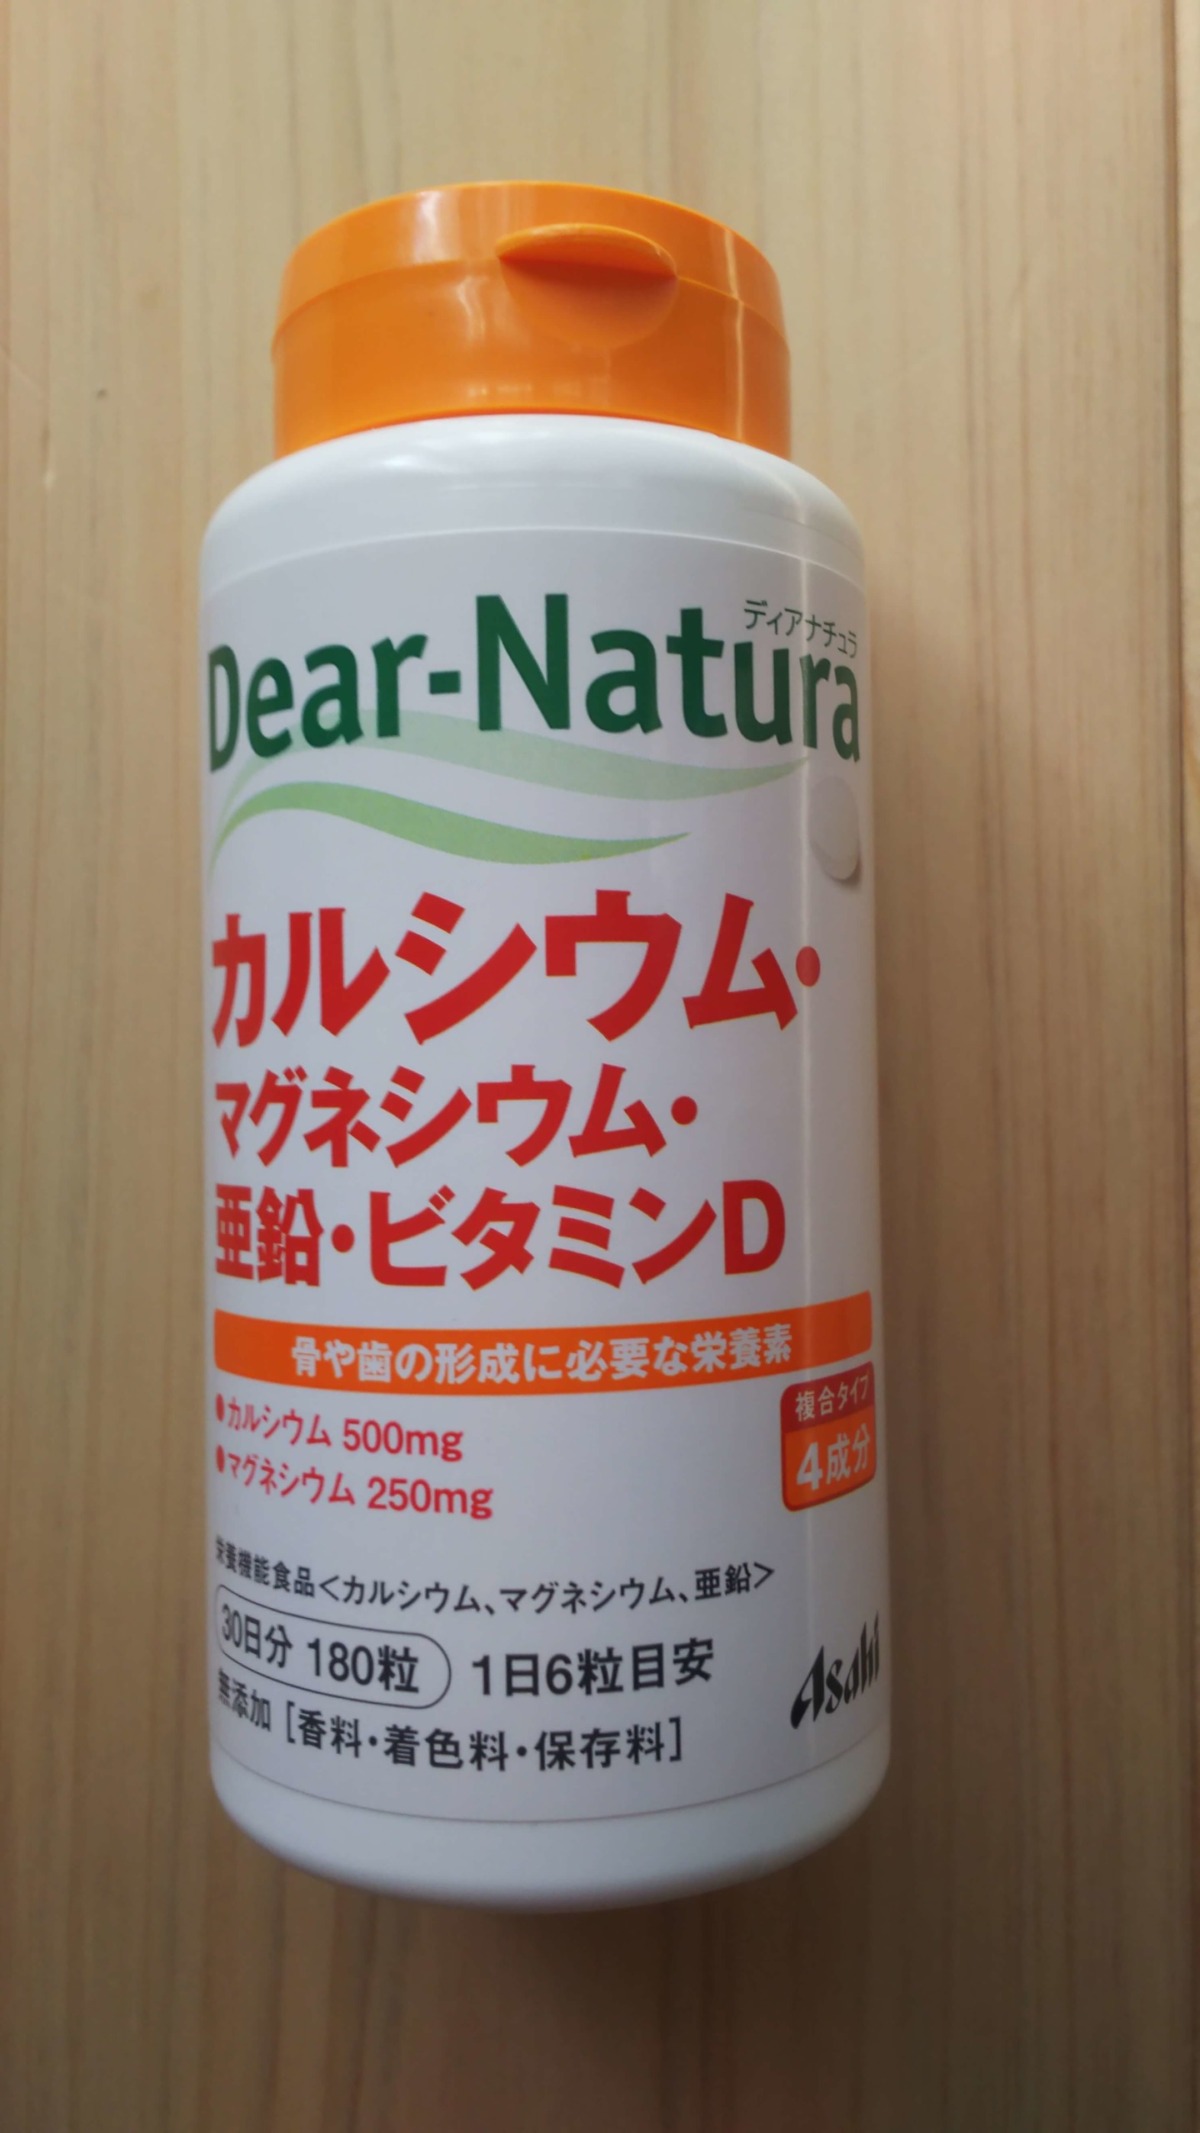 ディアナチュラ
Dear-Natura
カルシウム・
マグネシウム・
亜鉛・ビタミンD
骨や歯の形成に必要な栄養素
●カルシウム 500mg
●マグネシウム 250mg
複合タイプ
4成分
栄養機能食品<カルシウム、マグネシウム、亜鉛>
30日分 180粒 1日6粒目安
無添加 [香料・着色料・保存料]
Asahi